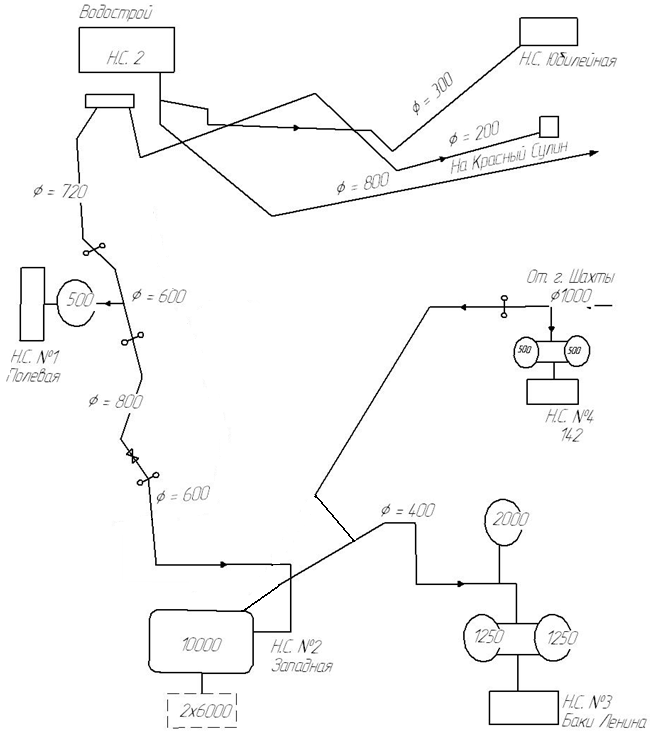 Водострой
Н.С. 2
Н.С. Юбилейная
ϕ = 300
ϕ = 200
На Красный Сулин
ϕ = 800
ϕ = 720
500
ϕ = 600
Н.С. №1
Полевая
От г. Шахты
ϕ1000
500
500
Н.С. №4
142
ϕ = 800
ϕ = 600
ϕ = 400
2000
10000
Н.С. №2
Западная
2х6000
1250
1250
Н.С. №3
Баки Ленина